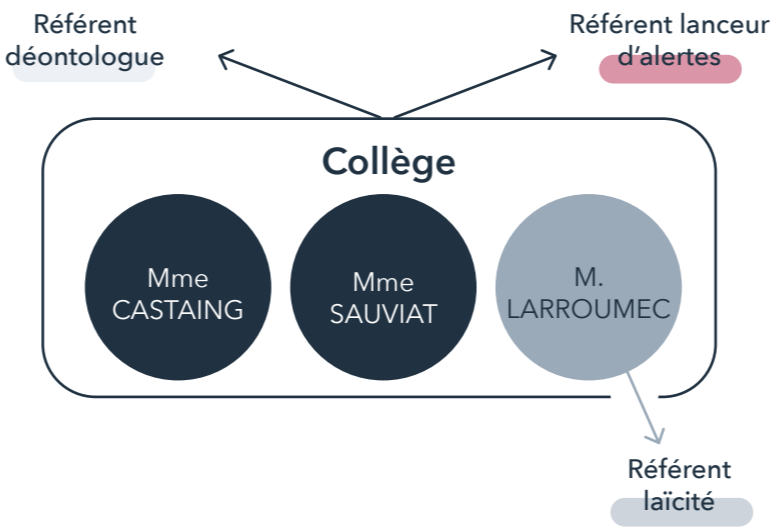 Référent
déontologue
Référent lanceur
d'alertes
Collège
Mme
CASTAING
Mme
SAUVIAT
M.
LARROUMEC
Référent
laïcité